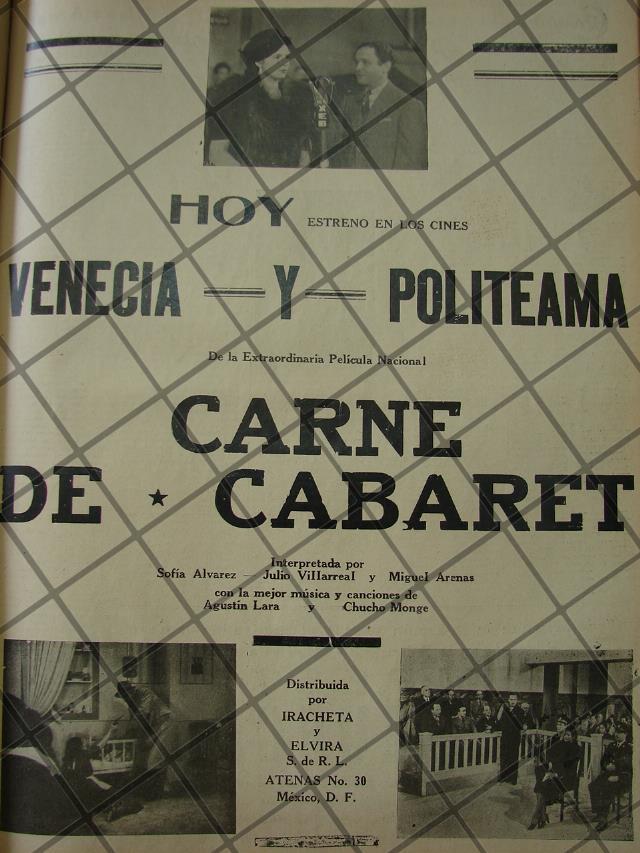 XEB
HOY ESTRENO EN LOS CINES
VENECIA — Y — POLITEAMA
De la Extraordinaria Película Nacional
CARNE
DE ★ CABARET
Interpretada por
Sofía Alvarez — Julio Villarreal y Miguel Arenas
con la mejor música y canciones de
Agustín Lara y Chucho Monge
Distribuida
por
IRACHETA
y
ELVIRA
S. de R. L.
ATENAS No. 30
México, D. F.